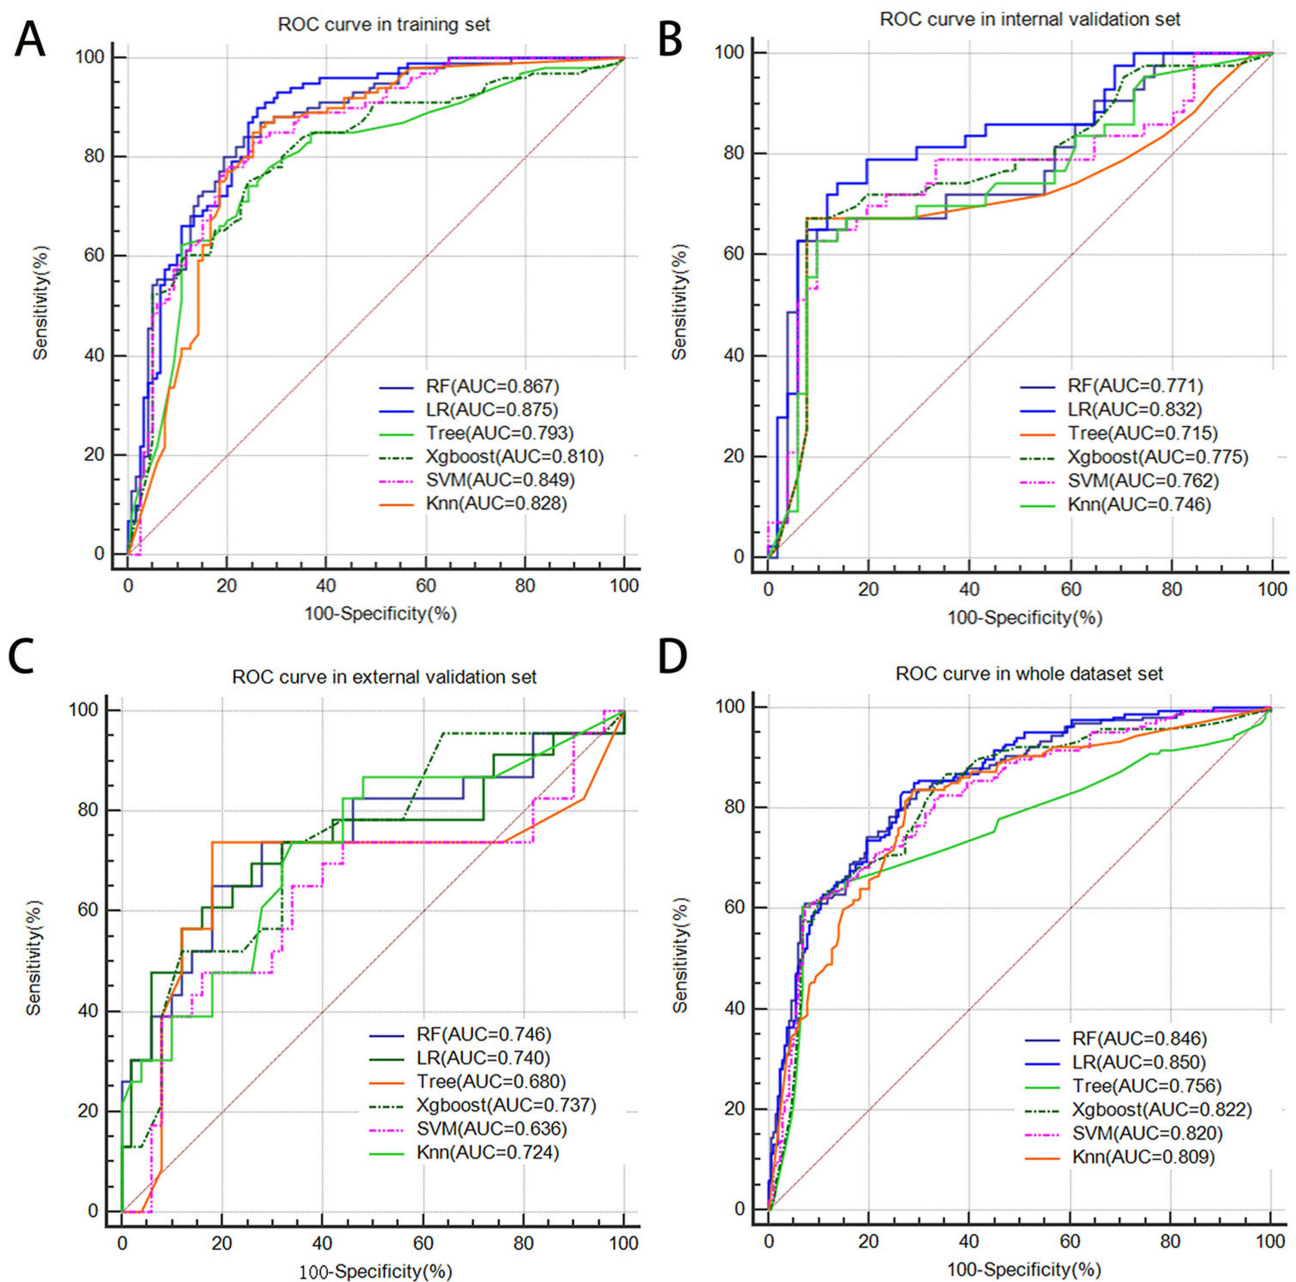 A
ROC curve in training set
100
80
60
40
20
0
Sensitivity(%)
RF(AUC=0.867)
LR(AUC=0.875)
Tree(AUC=0.793)
Xgboost(AUC=0.810)
SVM(AUC=0.849)
Knn(AUC=0.828)
0 20 40 60 80 100
100-Specificity(%)
B
ROC curve in internal validation set
100
80
60
40
20
0
Sensitivity(%)
RF(AUC=0.771)
LR(AUC=0.832)
Tree(AUC=0.715)
Xgboost(AUC=0.775)
SVM(AUC=0.762)
Knn(AUC=0.746)
0 20 40 60 80 100
100-Specificity(%)
C
ROC curve in external validation set
100
80
60
40
20
0
Sensitivity(%)
RF(AUC=0.746)
LR(AUC=0.740)
Tree(AUC=0.680)
Xgboost(AUC=0.737)
SVM(AUC=0.636)
Knn(AUC=0.724)
0 20 40 60 80 100
100-Specificity(%)
D
ROC curve in whole dataset set
100
80
60
40
20
0
Sensitivity(%)
RF(AUC=0.846)
LR(AUC=0.850)
Tree(AUC=0.756)
Xgboost(AUC=0.822)
SVM(AUC=0.820)
Knn(AUC=0.809)
0 20 40 60 80 100
100-Specificity(%)